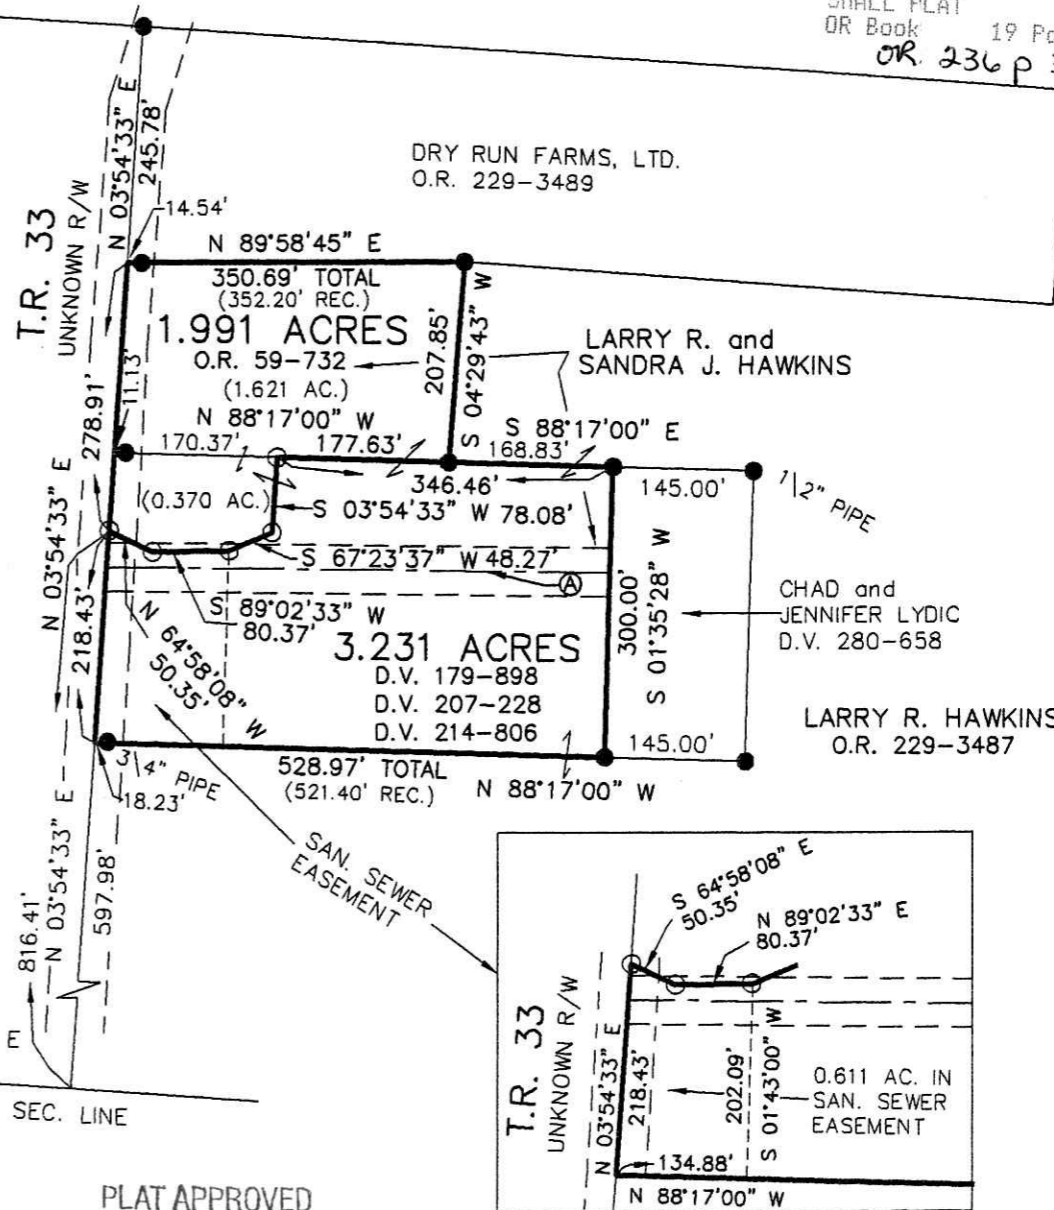 OR Book 19
OR. 236 p
N 03°54'33" E
245.78'
DRY RUN FARMS, LTD.
O.R. 229-3489
T.R. 33
UNKNOWN R/W
14.54'
N 89°58'45" E
350.69' TOTAL
(352.20' REC.)
1.991 ACRES
O.R. 59-732
(1.621 AC.)
N 88°17'00" W
207.85'
S 04°29'43" W
LARRY R. and
SANDRA J. HAWKINS
278.91'
11.13'
170.37'
177.63'
S 88°17'00" E
168.83'
346.46'
145.00'
1/2" PIPE
(0.370 AC.)
S 03°54'33" W 78.08'
N 03°54'33" E
S 67°23'37" W 48.27'
A
S 89°02'33" W
80.37'
N 64°58'08" W
50.35'
218.43'
300.00'
S 01°35'28" W
CHAD and
JENNIFER LYDIC
D.V. 280-658
3.231 ACRES
D.V. 179-898
D.V. 207-228
D.V. 214-806
LARRY R. HAWKINS
O.R. 229-3487
145.00'
3/4" PIPE
18.23'
528.97' TOTAL
(521.40' REC.)
N 88°17'00" W
SAN. SEWER
EASEMENT
816.41'
N 03°54'33" E
597.98'
E
SEC. LINE
S 64°58'08" E
50.35'
N 89°02'33" E
80.37'
T.R. 33
UNKNOWN R/W
N 03°54'33" E
218.43'
202.09'
S 01°43'00" W
0.611 AC. IN
SAN. SEWER
EASEMENT
134.88'
N 88°17'00" W
PLAT APPROVED